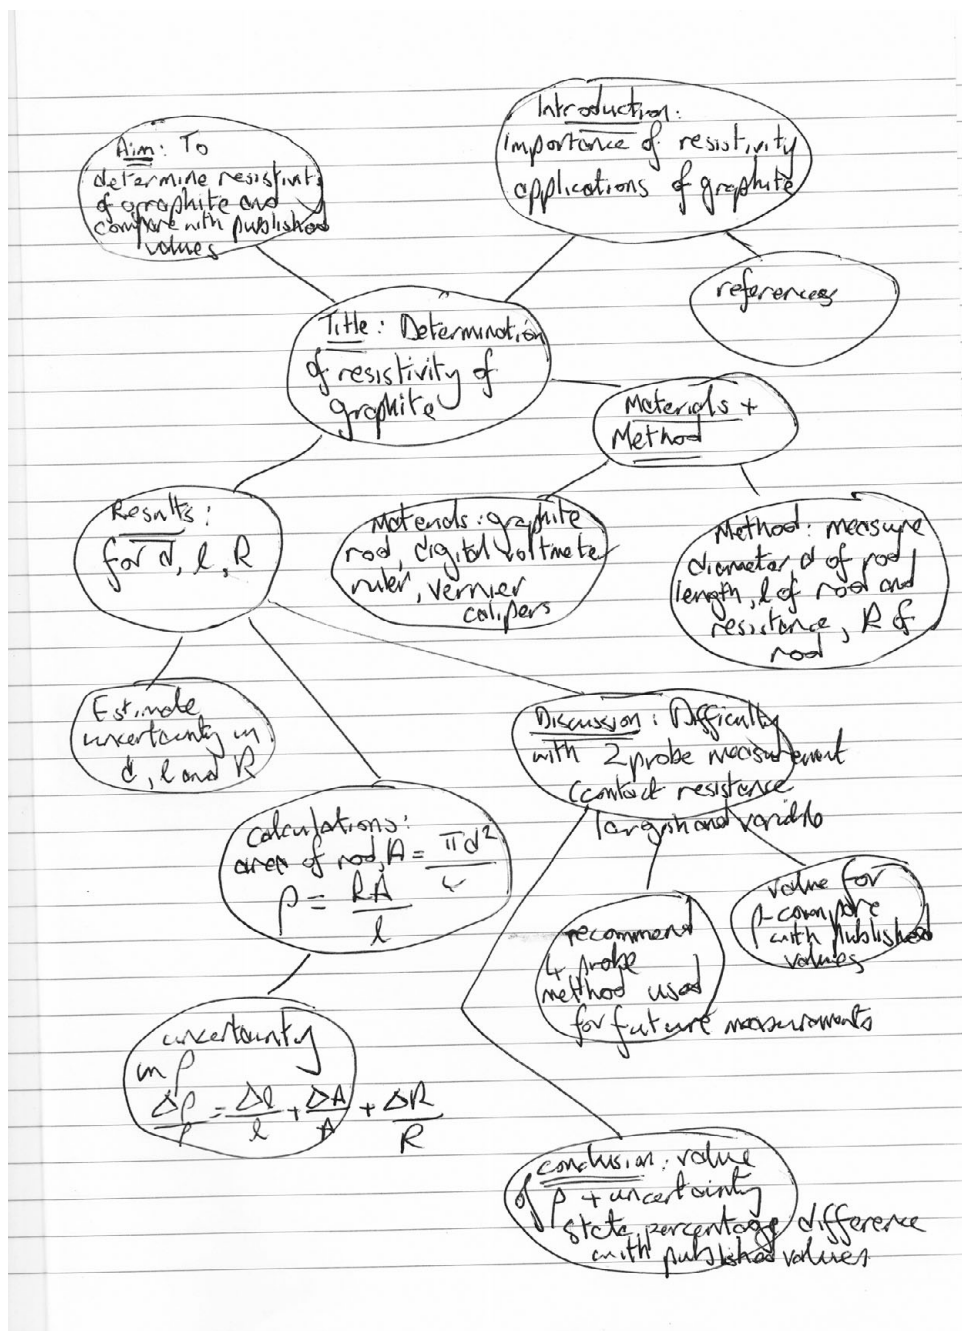 Aim: To
determine resistivity
of graphite and
compare with published
values
Introduction:
importance of resistivity
applications of graphite
references
Title: Determination
of resistivity of
graphite
Materials +
Method
Results:
for d, l, R
Materials: graphite
rod, digital voltmeter
ruler, vernier
calipers
Method: measure
diameter, d of rod
length, l of rod and
resistance, R of
rod
Estimate
uncertainty in
d, l and R
Discussion: Difficulty
with 2 probe measurement
(contact resistance
largish and variable
calculations:
area of rod, A = πd²/4
ρ = RA/l
value for
ρ-compare
with published
values
recommend
4 probe
method used
for future measurements
uncertainty
in ρ
Δρ/ρ = Δl/l + ΔA/A + ΔR/R
conclusion: value
of ρ + uncertainty
state percentage difference
with published values